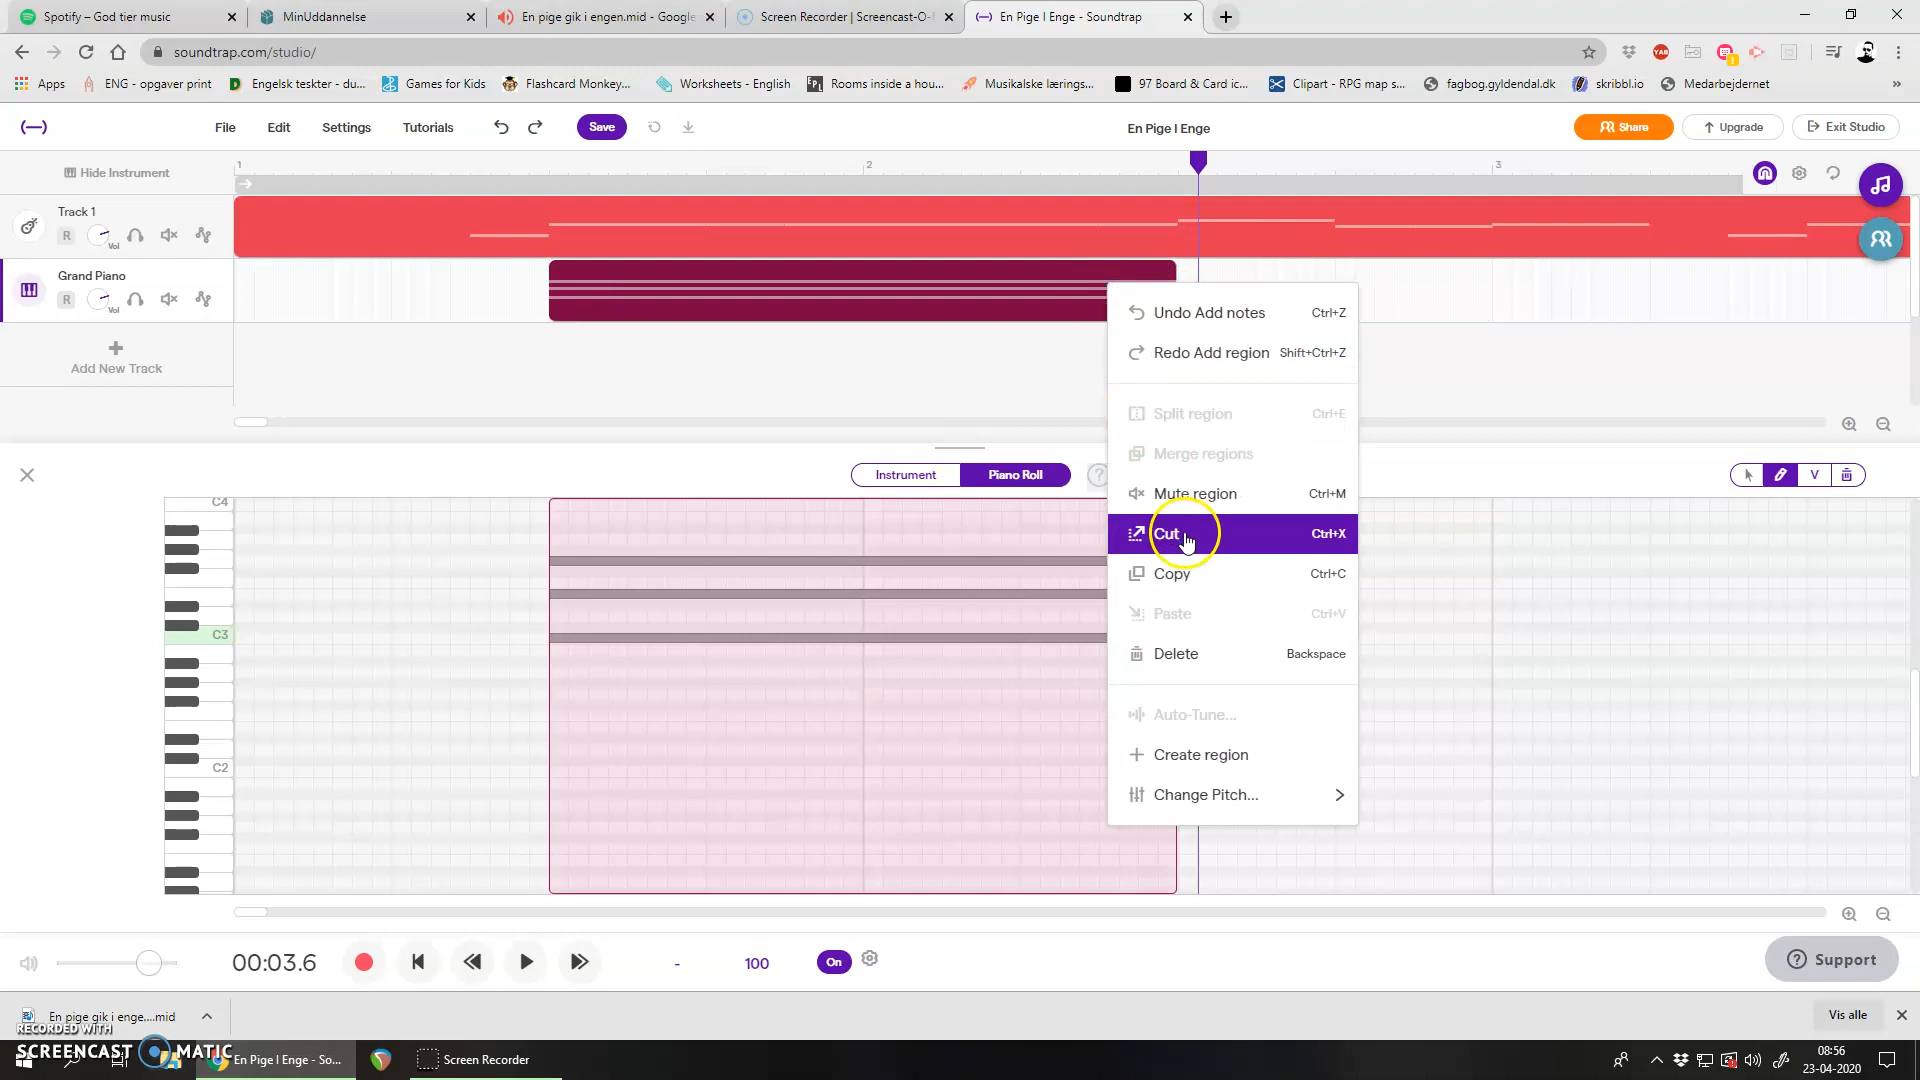 Spotify – God tier music
MinUddannelse
En pige gik i engen.mid - Google
Screen Recorder | Screencast-O-
En Pige I Enge - Soundtrap
soundtrap.com/studio/
Apps
ENG - opgaver print
Engelsk teskter - du...
Games for Kids
Flashcard Monkey...
Worksheets - English
Rooms inside a hou...
Musikalske lærings...
97 Board & Card ic...
Clipart - RPG map s...
fagbog.gyldendal.dk
skribbl.io
Medarbejdernet
»
File
Edit
Settings
Tutorials
Save
En Pige I Enge
Share
Upgrade
Exit Studio
Hide Instrument
1
2
3
Track 1
R
Vol
Grand Piano
R
Vol
Add New Track
Undo Add notes Ctrl+Z
Redo Add region Shift+Ctrl+Z
Split region Ctrl+E
Merge regions
Mute region Ctrl+M
Cut Ctrl+X
Copy Ctrl+C
Paste Ctrl+V
Delete Backspace
Auto-Tune...
Create region
Change Pitch...
Instrument
Piano Roll
?
V
C4
C3
C2
00:03.6
-
100
On
Support
En pige gik i enge....mid
Vis alle
RECORDED WITH
SCREENCAST MATIC
En Pige I Enge - So...
Screen Recorder
08:56
23-04-2020